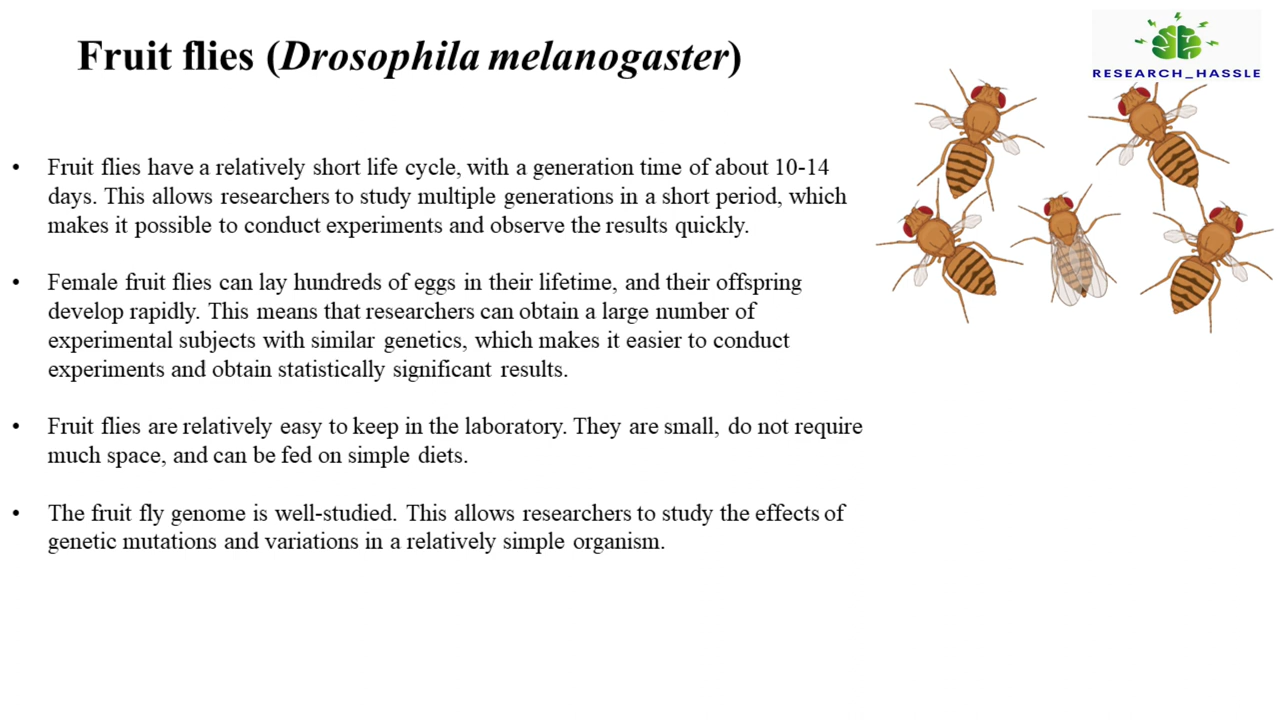 Fruit flies (Drosophila melanogaster)
RESEARCH_HASSLE
• Fruit flies have a relatively short life cycle, with a generation time of about 10-14
days. This allows researchers to study multiple generations in a short period, which
makes it possible to conduct experiments and observe the results quickly.
• Female fruit flies can lay hundreds of eggs in their lifetime, and their offspring
develop rapidly. This means that researchers can obtain a large number of
experimental subjects with similar genetics, which makes it easier to conduct
experiments and obtain statistically significant results.
• Fruit flies are relatively easy to keep in the laboratory. They are small, do not require
much space, and can be fed on simple diets.
• The fruit fly genome is well-studied. This allows researchers to study the effects of
genetic mutations and variations in a relatively simple organism.